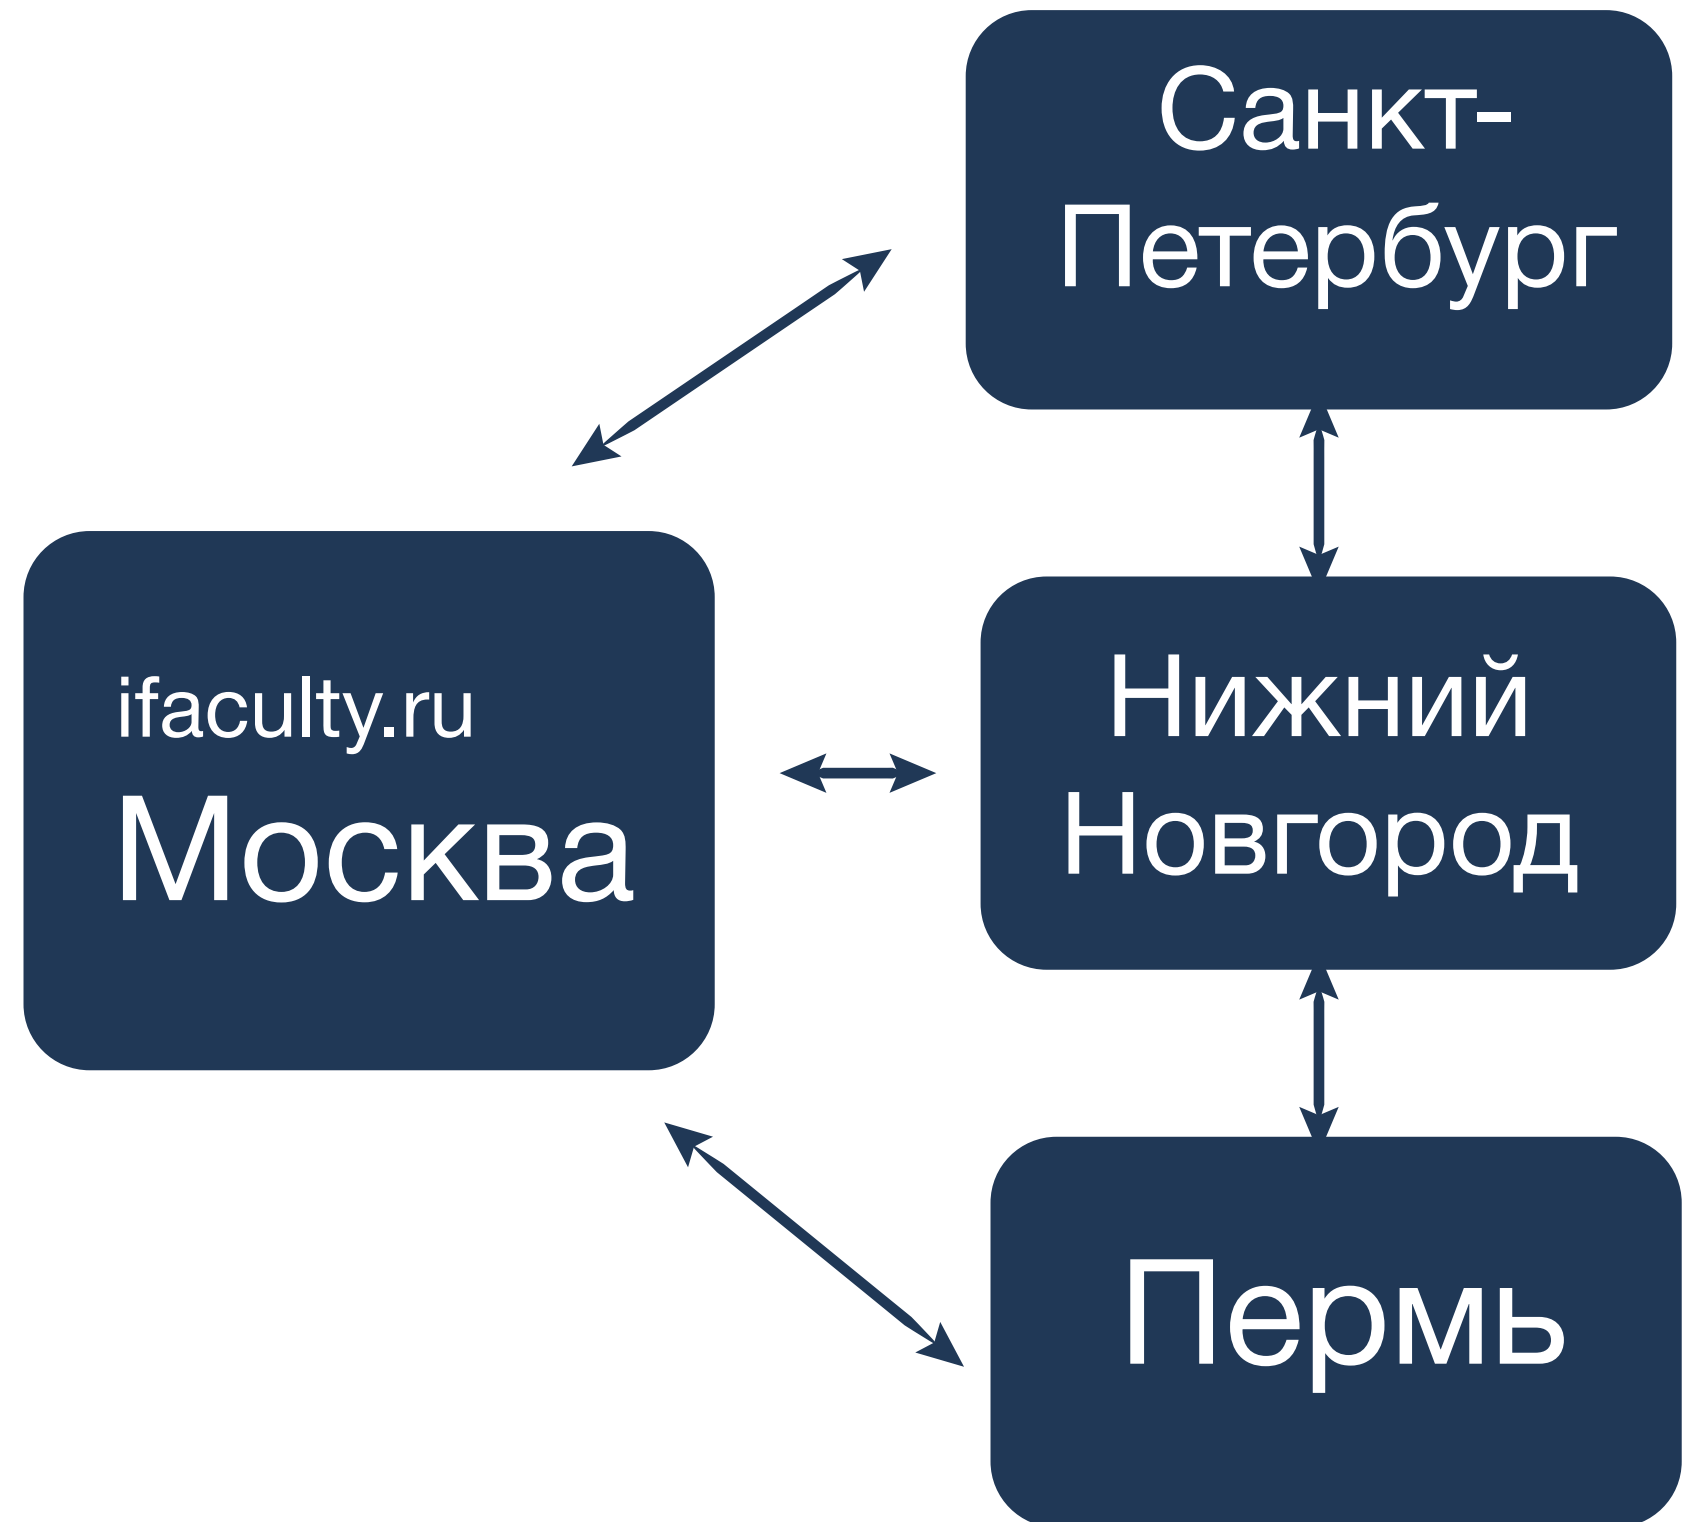 Санкт-
Петербург
ifaculty.ru
Москва
Нижний
Новгород
Пермь